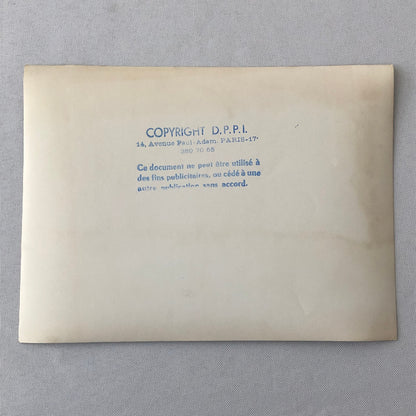 COPYRIGHT D.P.P.I.
14, Avenue Paul-Adam, PARIS-17e
380 70 55
Ce document ne peut être utilisé à
des fins publicitaires, ou cédé à une
autre publication sans accord.